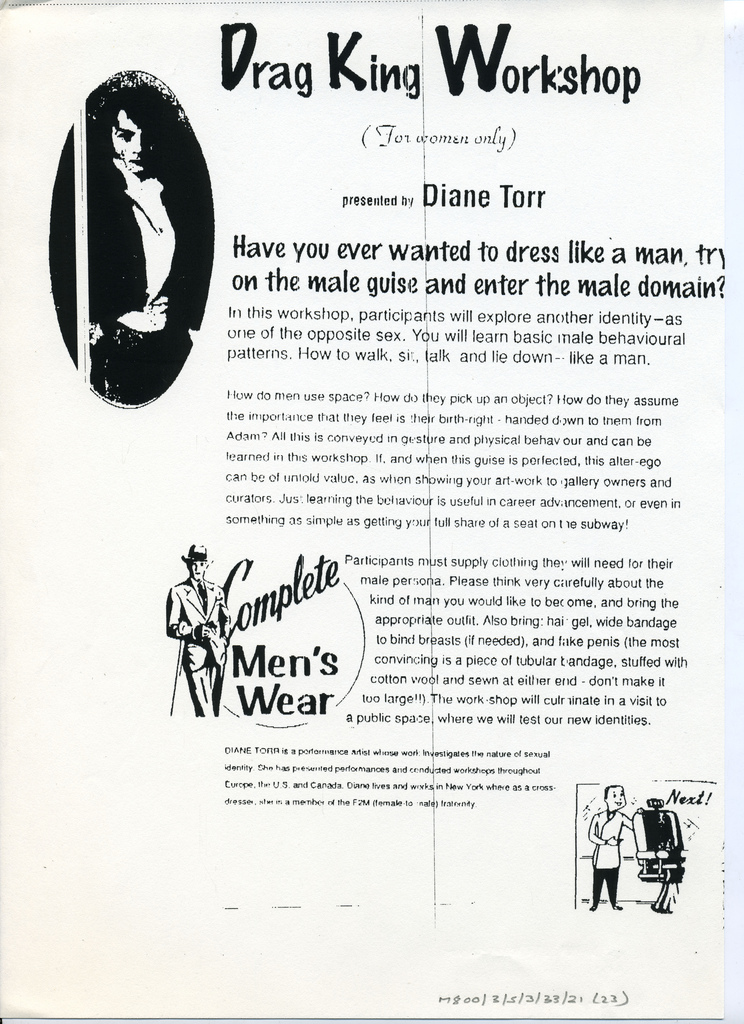 Drag King Workshop
(For women only)
presented by Diane Torr
Have you ever wanted to dress like a man, try
on the male guise and enter the male domain?
In this workshop, participants will explore another identity–as
one of the opposite sex. You will learn basic male behavioural
patterns. How to walk, sit, talk and lie down-- like a man.
How do men use space? How do they pick up an object? How do they assume
the importance that they feel is their birth-right - handed down to them from
Adam? All this is conveyed in gesture and physical behaviour and can be
learned in this workshop. If, and when this guise is perfected, this alter-ego
can be of untold value, as when showing your art-work to gallery owners and
curators. Just learning the behaviour is useful in career advancement, or even in
something as simple as getting your full share of a seat on the subway!
Complete
Men's
Wear
Participants must supply clothing they will need for their
male persona. Please think very carefully about the
kind of man you would like to become, and bring the
appropriate outfit. Also bring: hair gel, wide bandage
to bind breasts (if needed), and fake penis (the most
convincing is a piece of tubular bandage, stuffed with
cotton wool and sewn at either end - don't make it
too large!!). The work-shop will culminate in a visit to
a public space, where we will test our new identities.
DIANE TORR is a performance artist whose work investigates the nature of sexual
identity. She has presented performances and conducted workshops throughout
Europe, the U.S. and Canada. Diane lives and works in New York where as a cross-
dresser, she is a member of the F2M (female-to male) fraternity.
Next!
M800/3/5/3/33/21 (23)